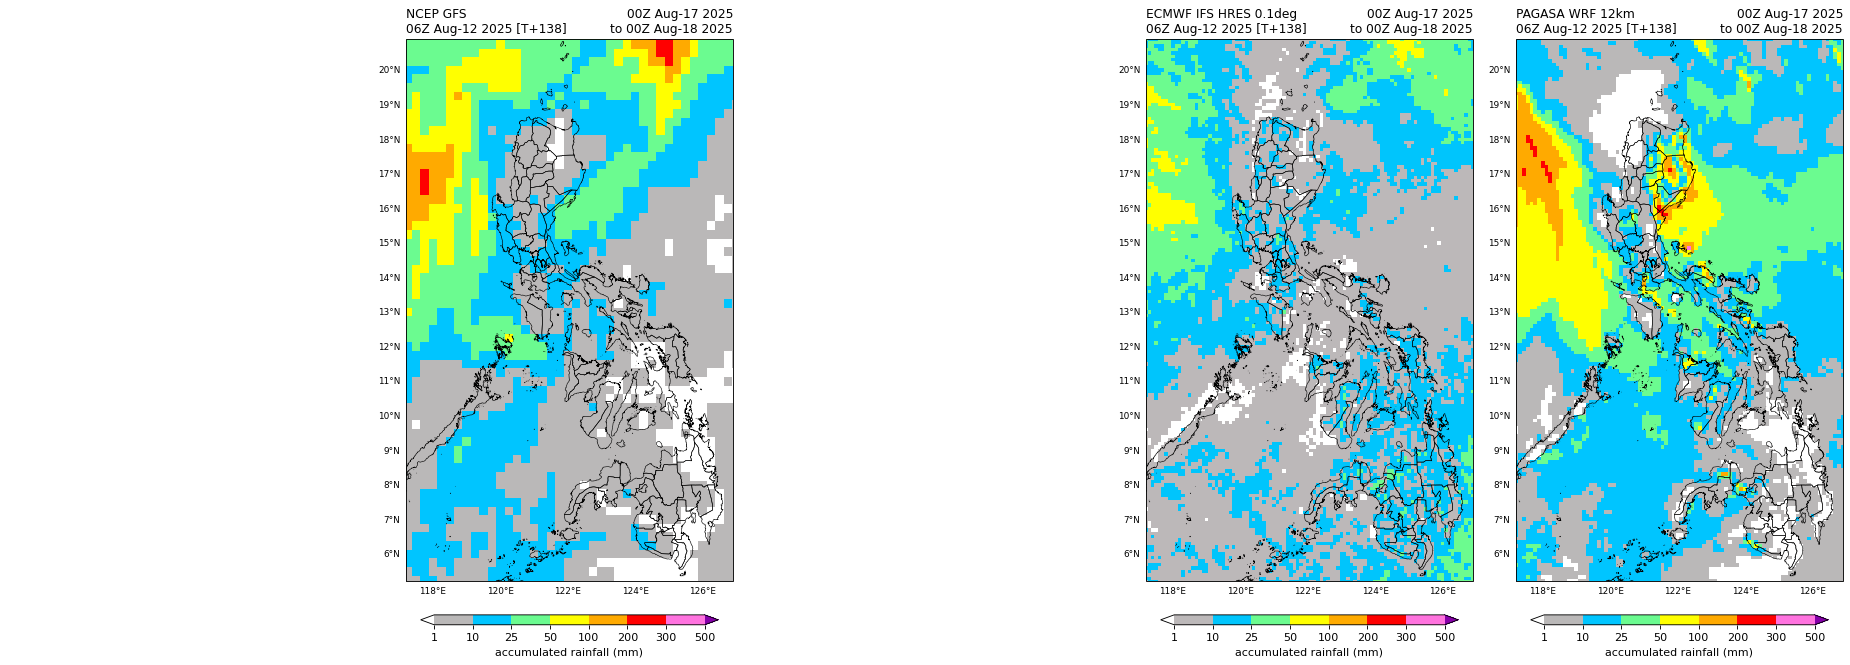 NCEP GFS 00Z Aug-17 2025
06Z Aug-12 2025 [T+138] to 00Z Aug-18 2025
20°N
19°N
18°N
17°N
16°N
15°N
14°N
13°N
12°N
11°N
10°N
9°N
8°N
7°N
6°N
118°E 120°E 122°E 124°E 126°E
1 10 25 50 100 200 300 500
accumulated rainfall (mm)
ECMWF IFS HRES 0.1deg 00Z Aug-17 2025
06Z Aug-12 2025 [T+138] to 00Z Aug-18 2025
20°N
19°N
18°N
17°N
16°N
15°N
14°N
13°N
12°N
11°N
10°N
9°N
8°N
7°N
6°N
118°E 120°E 122°E 124°E 126°E
1 10 25 50 100 200 300 500
accumulated rainfall (mm)
PAGASA WRF 12km 00Z Aug-17 2025
06Z Aug-12 2025 [T+138] to 00Z Aug-18 2025
20°N
19°N
18°N
17°N
16°N
15°N
14°N
13°N
12°N
11°N
10°N
9°N
8°N
7°N
6°N
118°E 120°E 122°E 124°E 126°E
1 10 25 50 100 200 300 500
accumulated rainfall (mm)